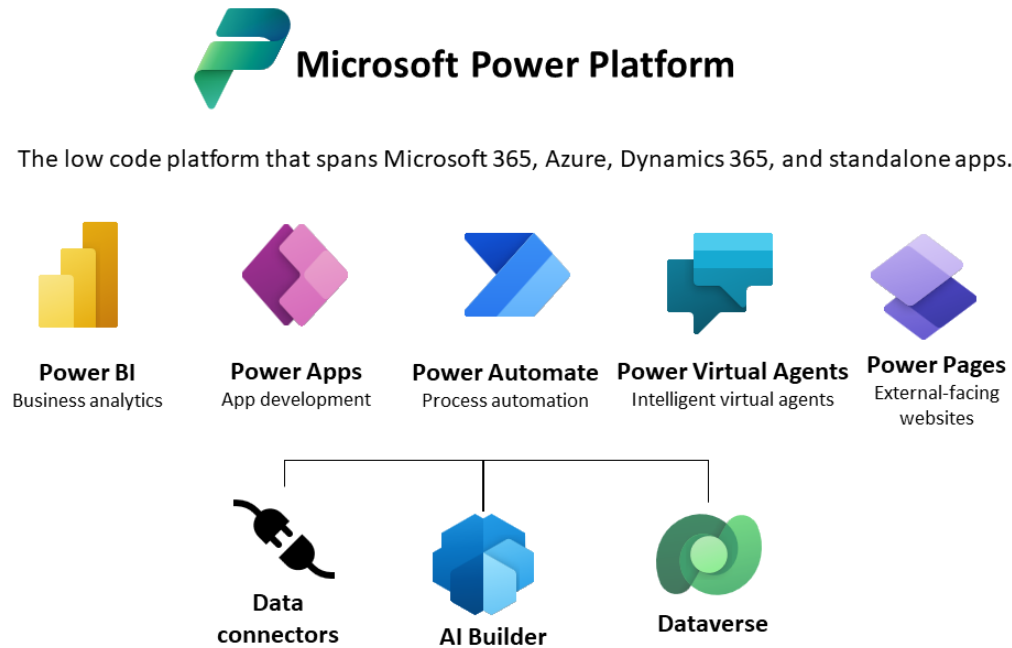 Microsoft Power Platform
The low code platform that spans Microsoft 365, Azure, Dynamics 365, and standalone apps.
Power BI
Business analytics
Power Apps
App development
Power Automate
Process automation
Power Virtual Agents
Intelligent virtual agents
Power Pages
External-facing
websites
Data
connectors
AI Builder
Dataverse